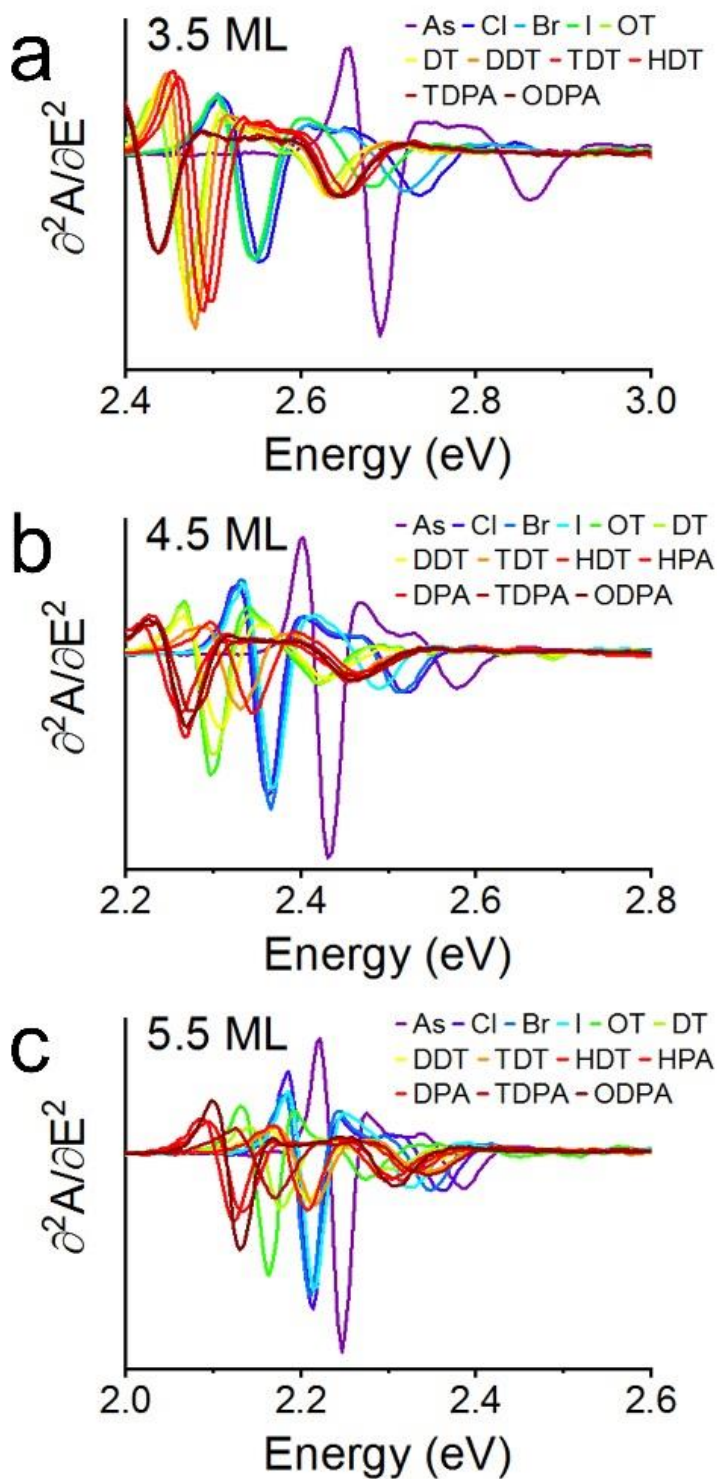 a
3.5 ML
As Cl Br I OT
DT DDT TDT HDT
TDPA ODPA
∂²A/∂E²
2.4 2.6 2.8 3.0
Energy (eV)
b
4.5 ML
As Cl Br I OT DT
DDT TDT HDT HPA
DPA TDPA ODPA
∂²A/∂E²
2.2 2.4 2.6 2.8
Energy (eV)
c
5.5 ML
As Cl Br I OT DT
DDT TDT HDT HPA
DPA TDPA ODPA
∂²A/∂E²
2.0 2.2 2.4 2.6
Energy (eV)